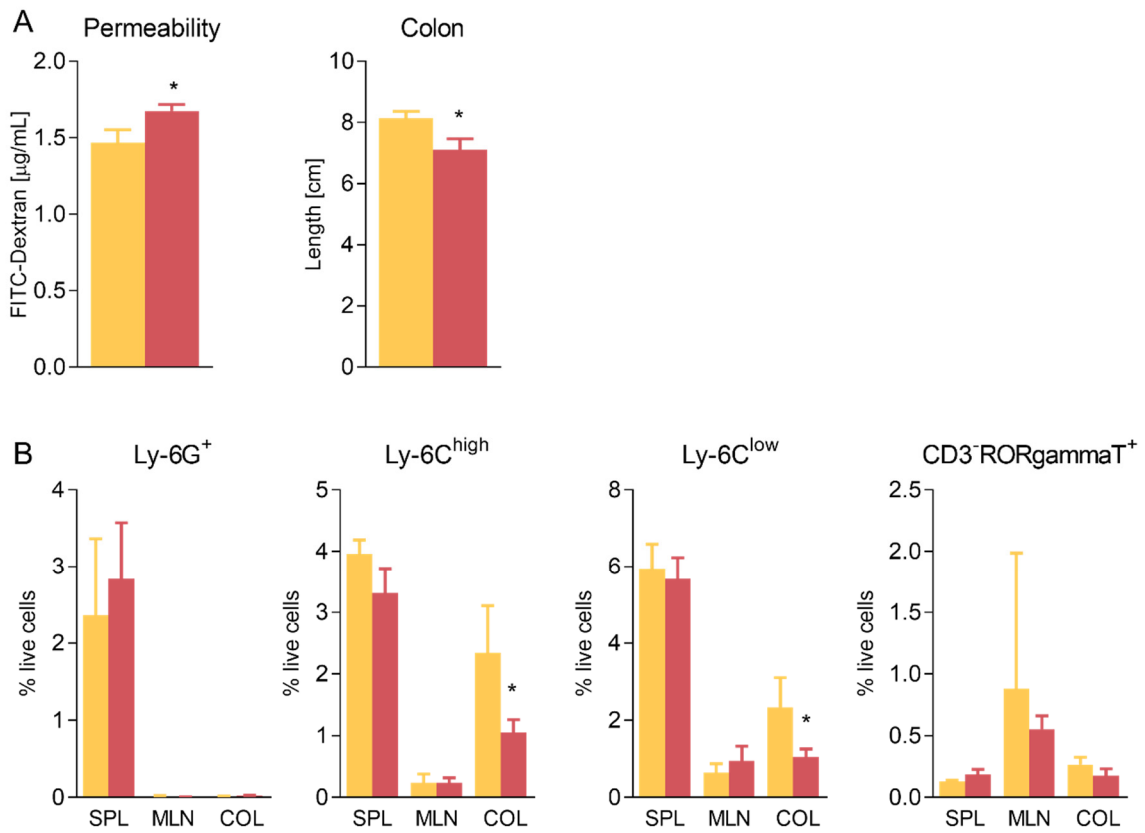 A
Permeability
FITC-Dextran [μg/mL]
2.0
1.5
1.0
0.5
0.0
*
Colon
Length [cm]
10
8
6
4
2
0
*
B
Ly-6G⁺
% live cells
4
3
2
1
0
SPL MLN COL
Ly-6Cʰⁱᵍʰ
% live cells
5
4
3
2
1
0
*
SPL MLN COL
Ly-6Cˡᵒʷ
% live cells
8
6
4
2
0
*
SPL MLN COL
CD3⁻RORgammaT⁺
% live cells
2.5
2.0
1.5
1.0
0.5
0.0
SPL MLN COL